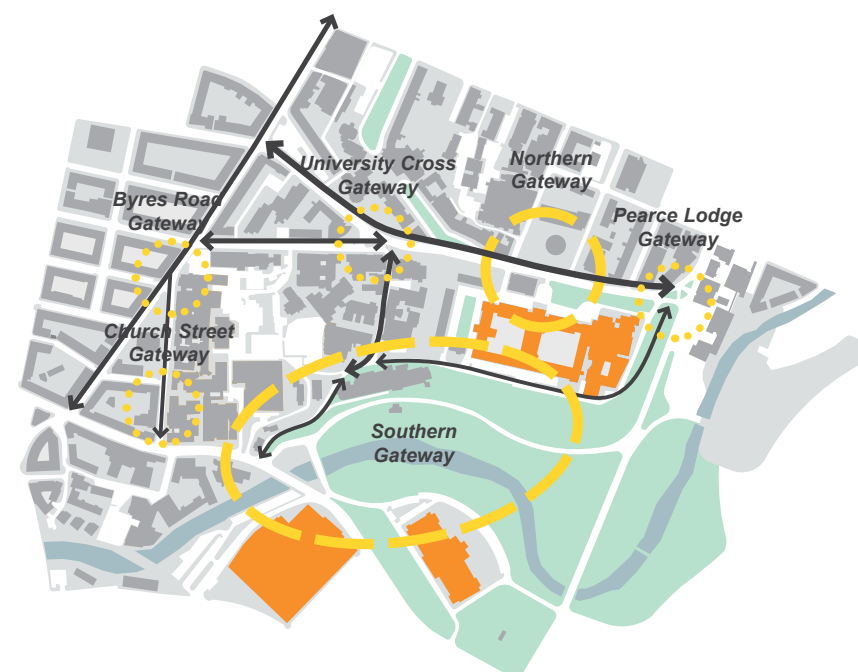 University Cross
Gateway
Northern
Gateway
Byres Road
Gateway
Pearce Lodge
Gateway
Church Street
Gateway
Southern
Gateway